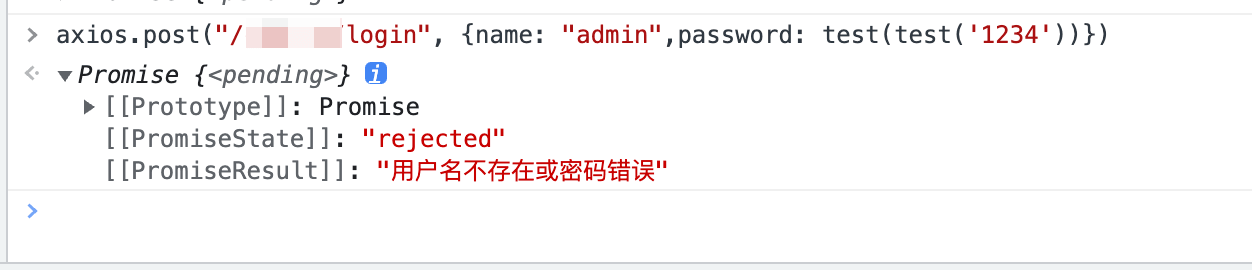 axios.post("/login", {name: "admin",password: test(test('1234'))})
Promise {<pending>} i
[[Prototype]]: Promise
[[PromiseState]]: "rejected"
[[PromiseResult]]: "用户名不存在或密码错误"